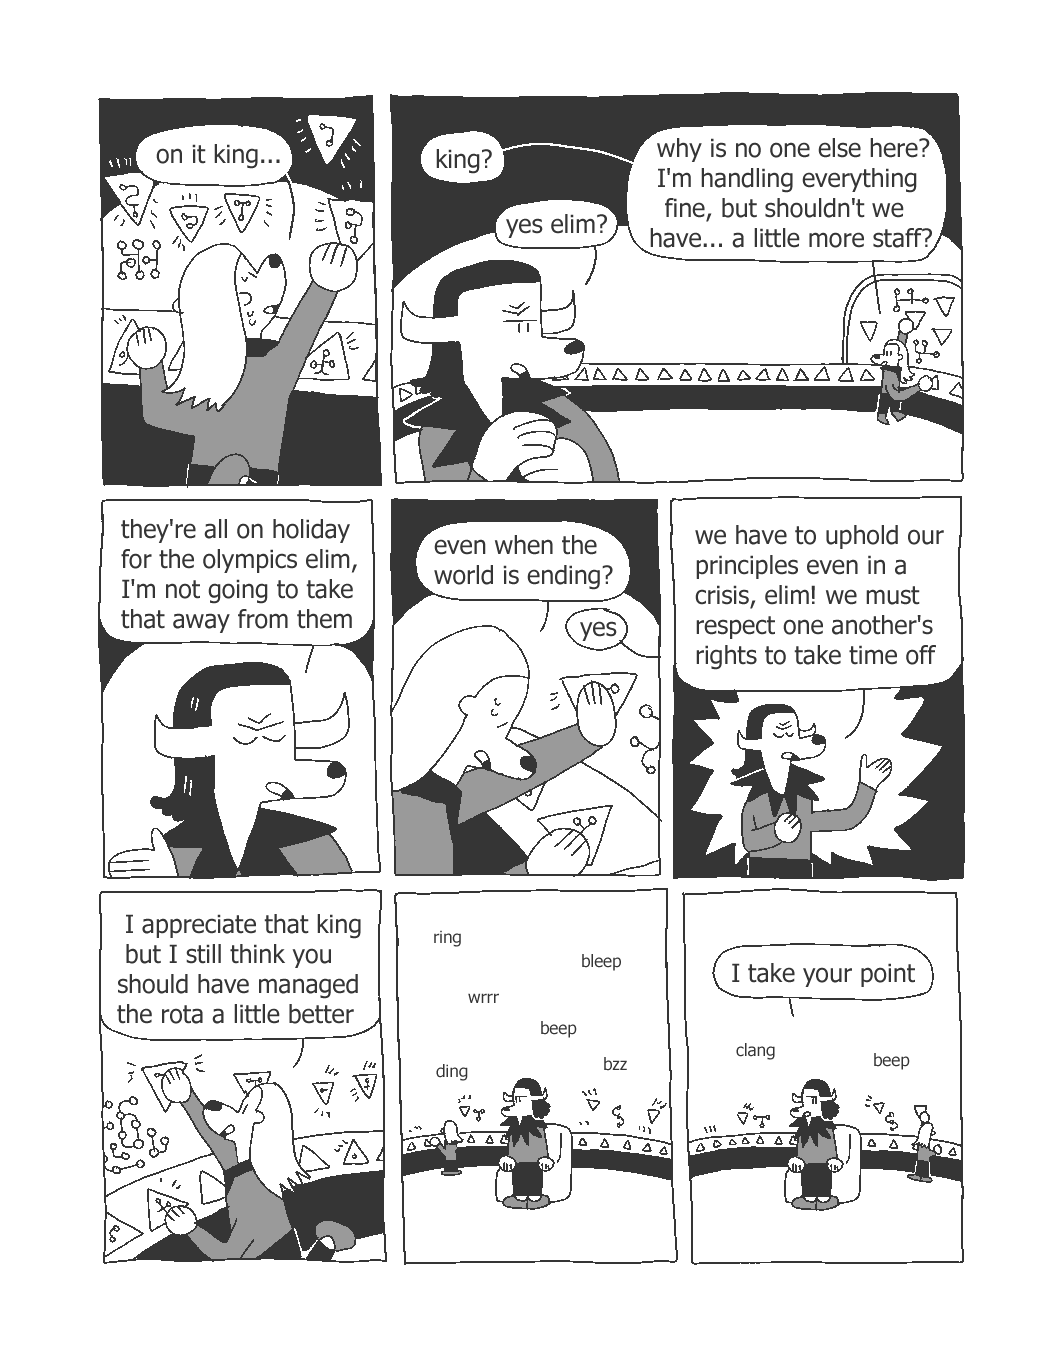 on it king...
king?
why is no one else here?
I'm handling everything
fine, but shouldn't we
have... a little more staff?
yes elim?
they're all on holiday
for the olympics elim,
I'm not going to take
that away from them
even when the
world is ending?
yes
we have to uphold our
principles even in a
crisis, elim! we must
respect one another's
rights to take time off
I appreciate that king
but I still think you
should have managed
the rota a little better
ring
bleep
wrrr
beep
bzz
ding
I take your point
clang
beep